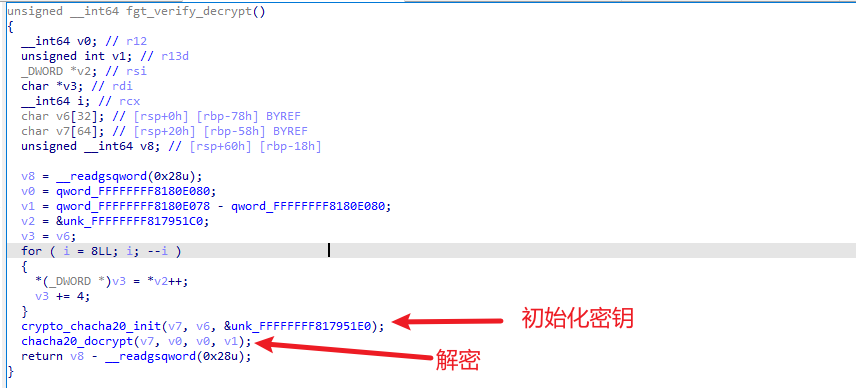 unsigned __int64 fgt_verify_decrypt()
{
__int64 v0; // r12
unsigned int v1; // r13d
_DWORD *v2; // rsi
char *v3; // rdi
__int64 i; // rcx
char v6[32]; // [rsp+0h] [rbp-78h] BYREF
char v7[64]; // [rsp+20h] [rbp-58h] BYREF
unsigned __int64 v8; // [rsp+60h] [rbp-18h]
v8 = __readgsqword(0x28u);
v0 = qword_FFFFFFFF8180E080;
v1 = qword_FFFFFFFF8180E078 - qword_FFFFFFFF8180E080;
v2 = &unk_FFFFFFFF817951C0;
v3 = v6;
for ( i = 8LL; i; --i )
{
*(_DWORD *)v3 = *v2++;
v3 += 4;
}
crypto_chacha20_init(v7, v6, &unk_FFFFFFFF817951E0);
初始化密钥
chacha20_docrypt(v7, v0, v0, v1);
解密
return v8 - __readgsqword(0x28u);
}